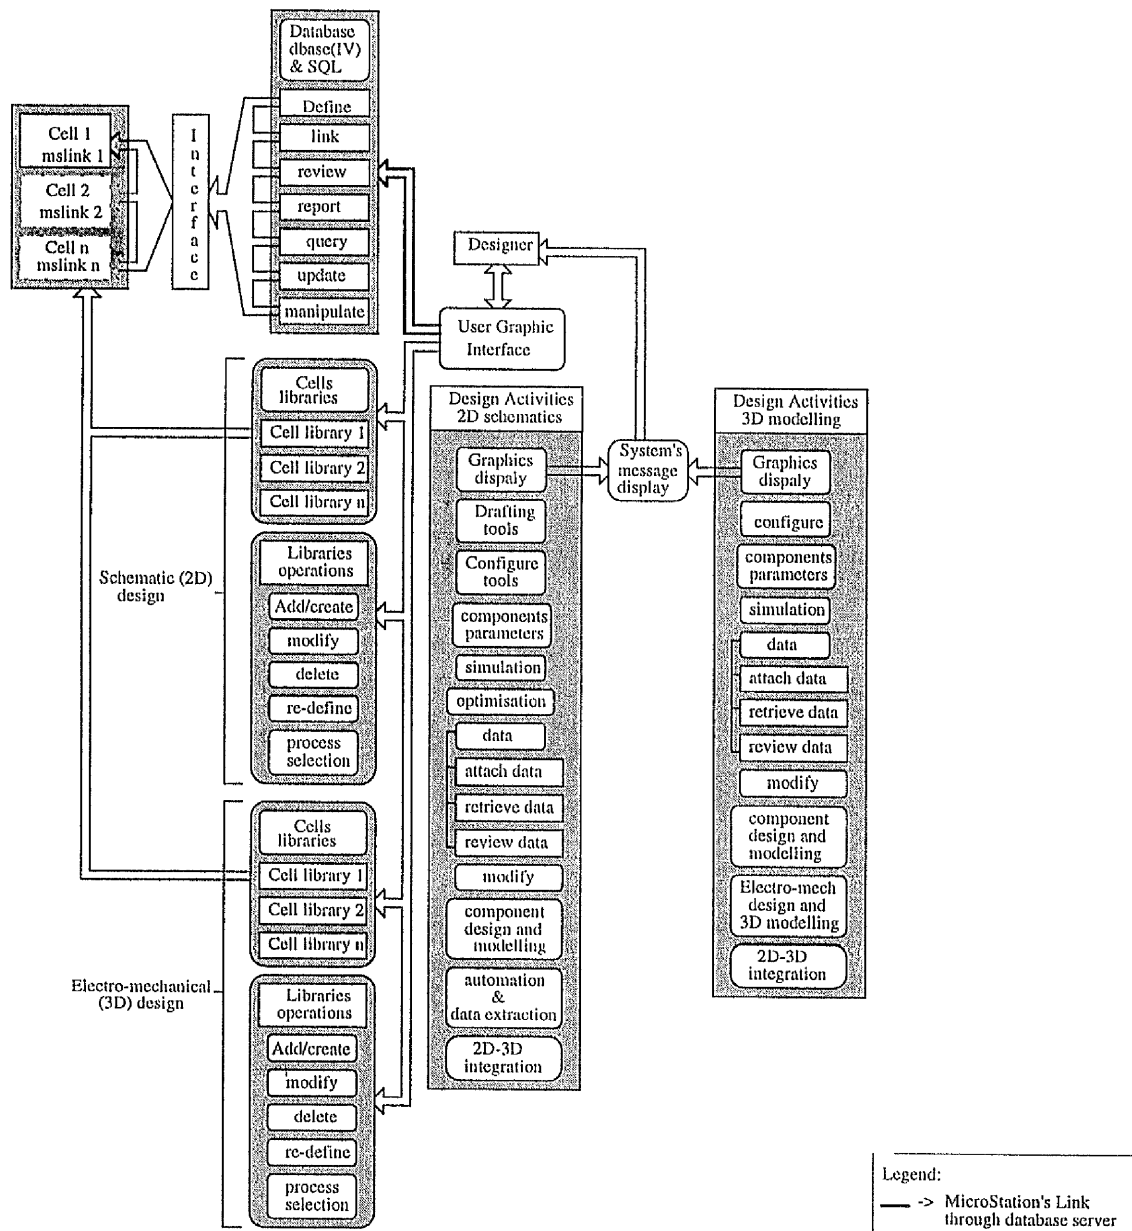 Database
dbase(IV)
& SQL
Define
link
review
report
query
update
manipulate
Cell 1
mslink 1
Cell 2
mslink 2
Cell n
mslink n
Interface
Designer
User Graphic
Interface
Cells
libraries
Cell library 1
Cell library 2
Cell library n
Schematic (2D)
design
Libraries
operations
Add/create
modify
delete
re-define
process
selection
Cells
libraries
Cell library 1
Cell library 2
Cell library n
Electro-mechanical
(3D) design
Libraries
operations
Add/create
modify
delete
re-define
process
selection
Design Activities
2D schematics
Graphics
dispaly
Drafting
tools
Configure
tools
components
parameters
simulation
optimisation
data
attach data
retrieve data
review data
modify
component
design and
modelling
automation
&
data extraction
2D-3D
integration
System's
message
display
Design Activities
3D modelling
Graphics
dispaly
configure
components
parameters
simulation
data
attach data
retrieve data
review data
modify
component
design and
modelling
Electro-mech
design and
3D modelling
2D-3D
integration
Legend:
-> MicroStation's Link
through database server